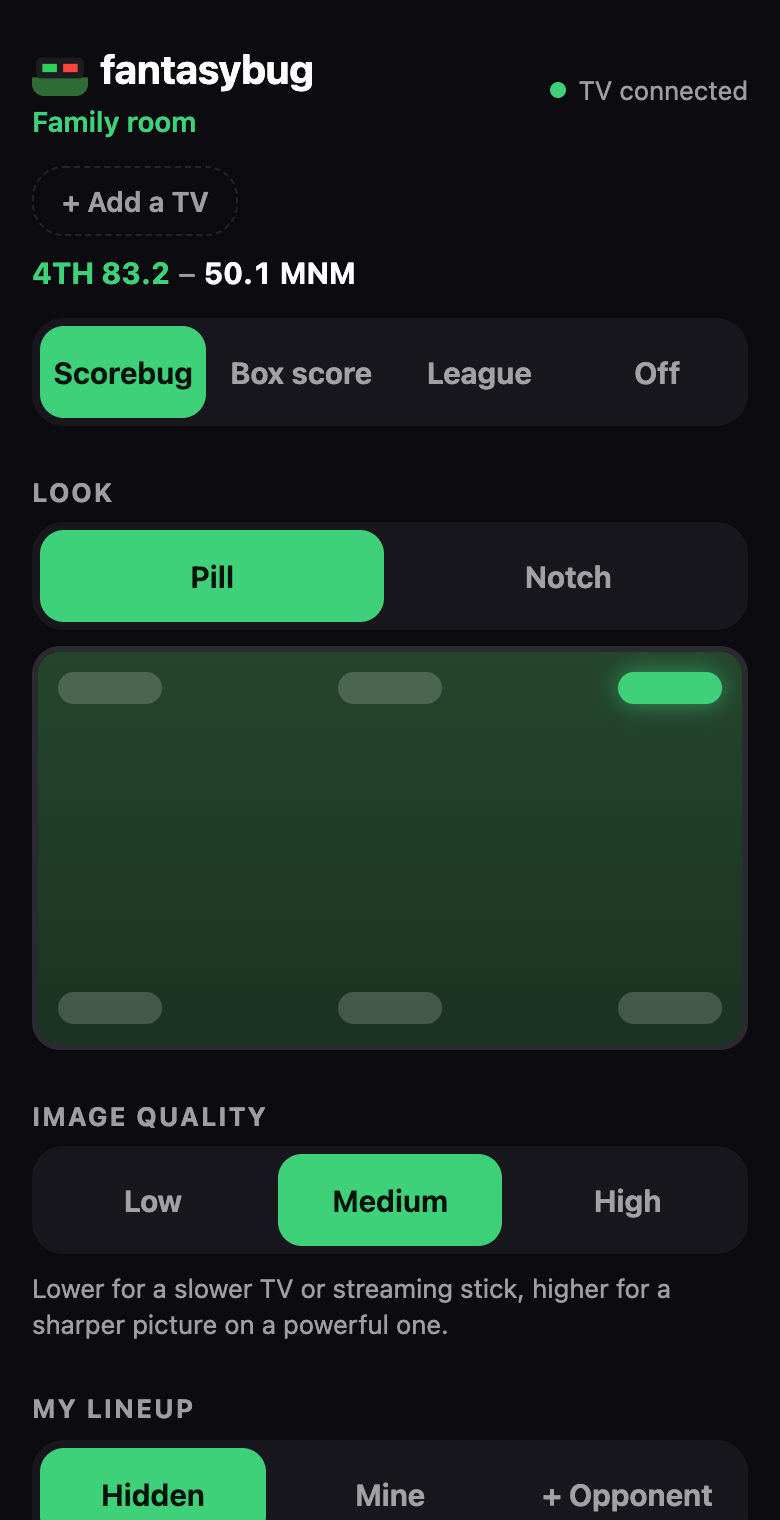 fantasybug
TV connected
Family room
+ Add a TV
4TH 83.2 – 50.1 MNM
Scorebug Box score League Off
LOOK
Pill Notch
IMAGE QUALITY
Low Medium High
Lower for a slower TV or streaming stick, higher for a
sharper picture on a powerful one.
MY LINEUP
Hidden Mine + Opponent